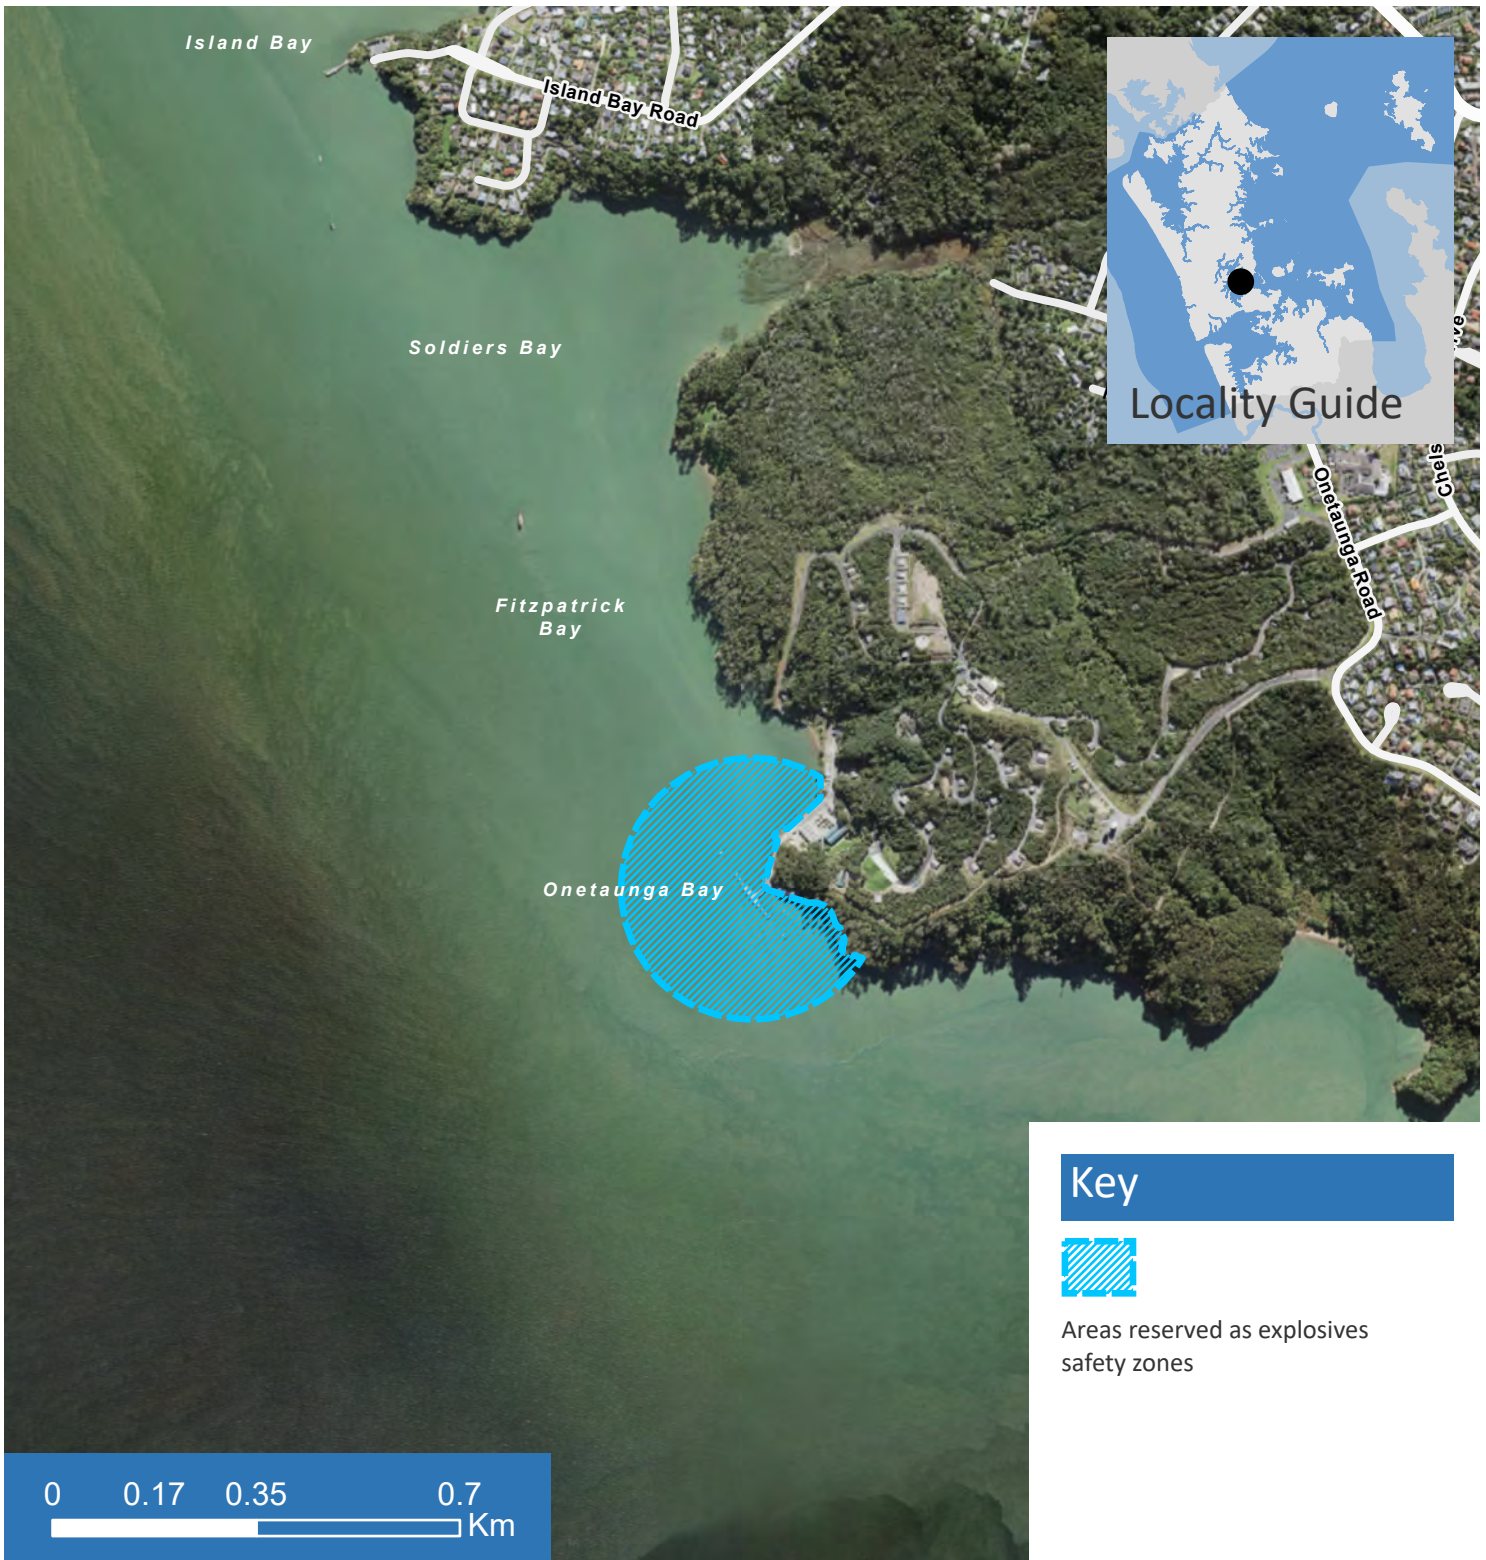 Island Bay
Island Bay Road
Locality Guide
Soldiers Bay
Chels
Onetaunga Road
Fitzpatrick
Bay
Onetaunga Bay
Key
Areas reserved as explosives
safety zones
0 0.17 0.35 0.7
Km